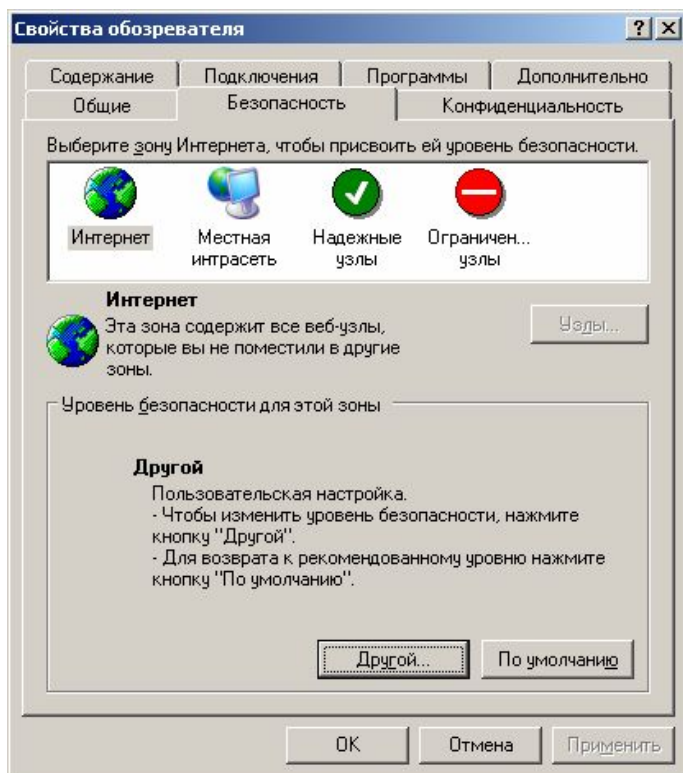 Свойства обозревателя
Содержание Подключения Программы Дополнительно
Общие Безопасность Конфиденциальность
Выберите зону Интернета, чтобы присвоить ей уровень безопасности.
Интернет Местная Надежные Ограничен...
интрасеть узлы узлы
Интернет
Эта зона содержит все веб-узлы,
которые вы не поместили в другие
зоны.
Узлы...
Уровень безопасности для этой зоны
Другой
Пользовательская настройка.
- Чтобы изменить уровень безопасности, нажмите
кнопку "Другой".
- Для возврата к рекомендованному уровню нажмите
кнопку "По умолчанию".
Другой... По умолчанию
OK Отмена Применить